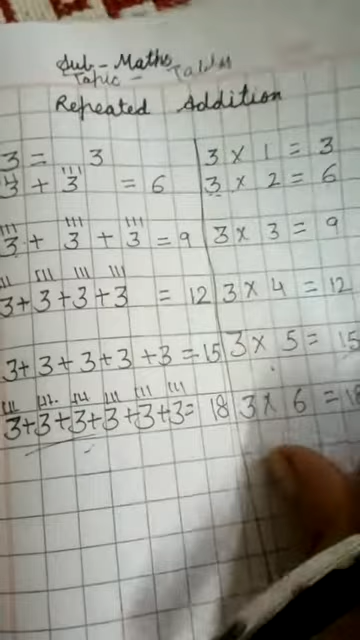 Sub - Maths
Topic - Tables
Repeated Addition
3 = 3 3 x 1 = 3
3 + 3 = 6 3 x 2 = 6
3 + 3 + 3 = 9 3 x 3 = 9
3+3+3+3 = 12 3 x 4 = 12
3+3+3+3+3 = 15 3 x 5 = 15
3+3+3+3+3+3 = 18 3 x 6 = 18